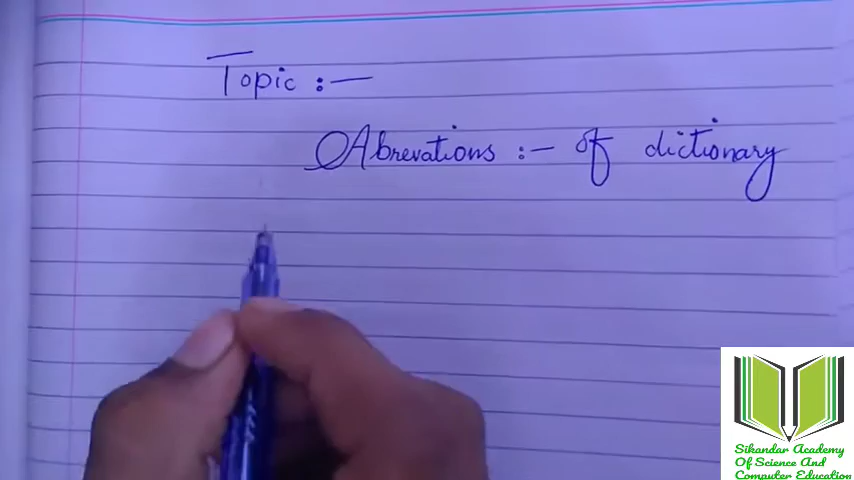 Topic :-
Abrevations :- of dictionary
Sikandar Academy
Of Science And
Computer Education